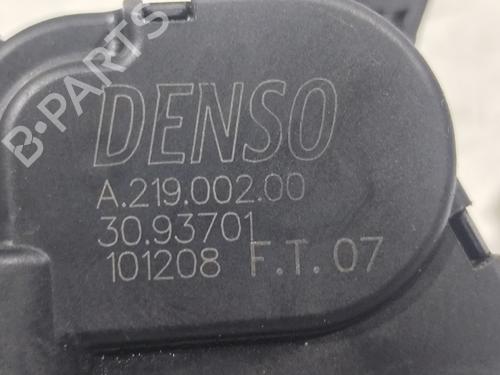 B-PARTS
DENSO
A.219.002.00
30.93701
101208 F.T. 07